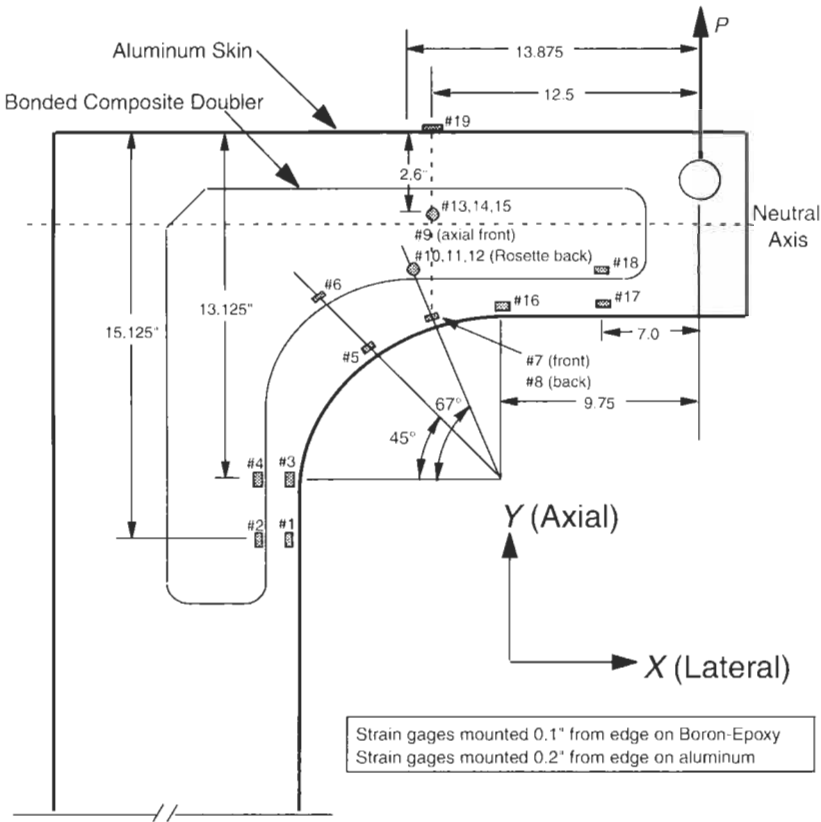 P
13.875
Aluminum Skin
12.5
Bonded Composite Doubler
#19
2.6"
#13,14,15
Neutral
Axis
#9 (axial front)
#10,11,12 (Rosette back)
#18
#6
13.125"
#16
#17
15.125"
#5
7.0
#7 (front)
#8 (back)
67°
9.75
45°
#4
#3
Y (Axial)
#2
#1
X (Lateral)
Strain gages mounted 0.1" from edge on Boron-Epoxy
Strain gages mounted 0.2" from edge on aluminum